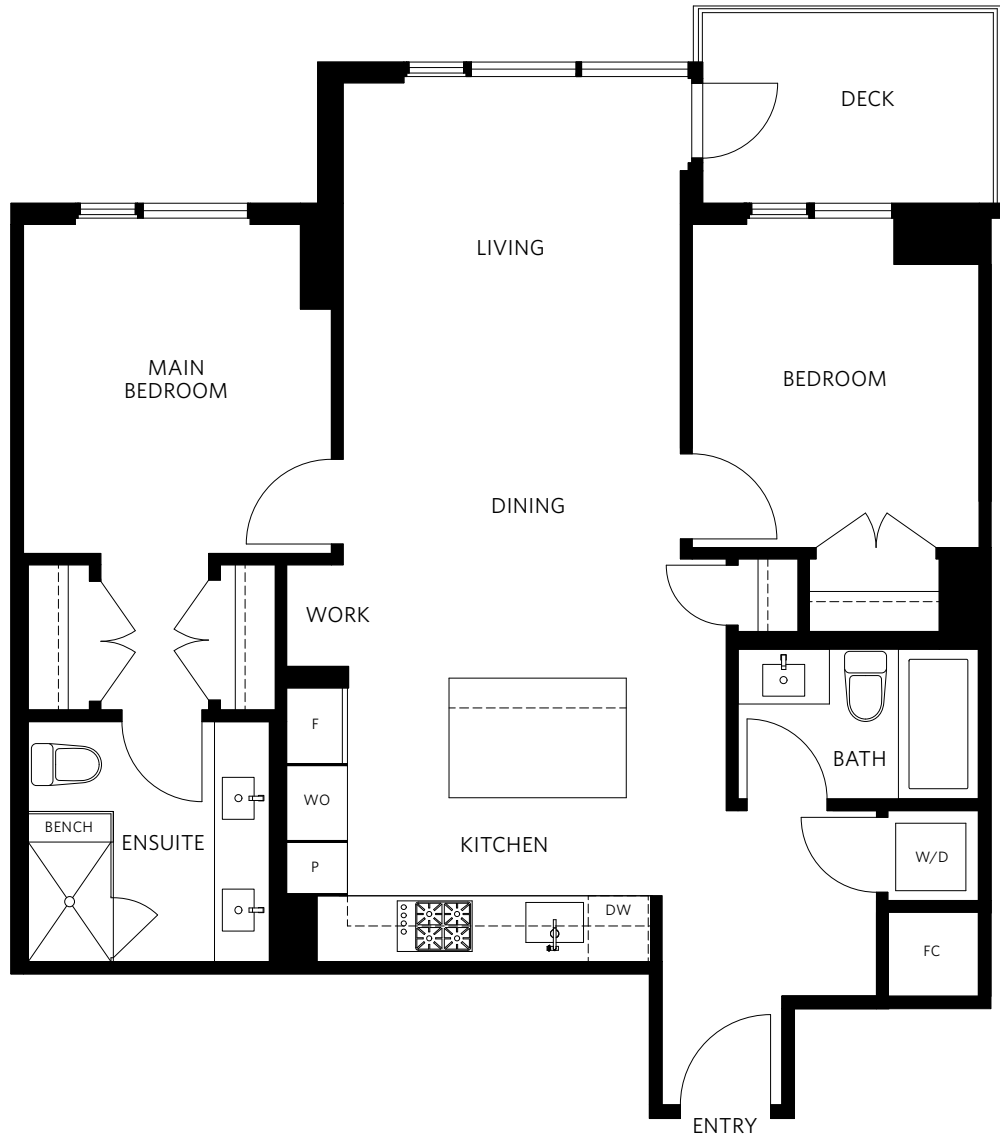 DECK
LIVING
MAIN
BEDROOM
BEDROOM
DINING
WORK
F
WO
P
BATH
BENCH
ENSUITE
KITCHEN
W/D
DW
FC
ENTRY